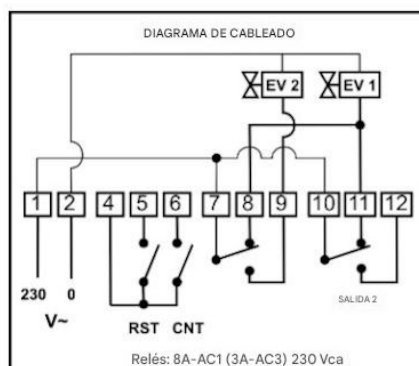 DIAGRAMA DE CABLEADO
EV 2 EV 1
1 2 4 5 6 7 8 9 10 11 12
230 0
V~
RST CNT
SALIDA 2
Relés: 8A-AC1 (3A-AC3) 230 Vca